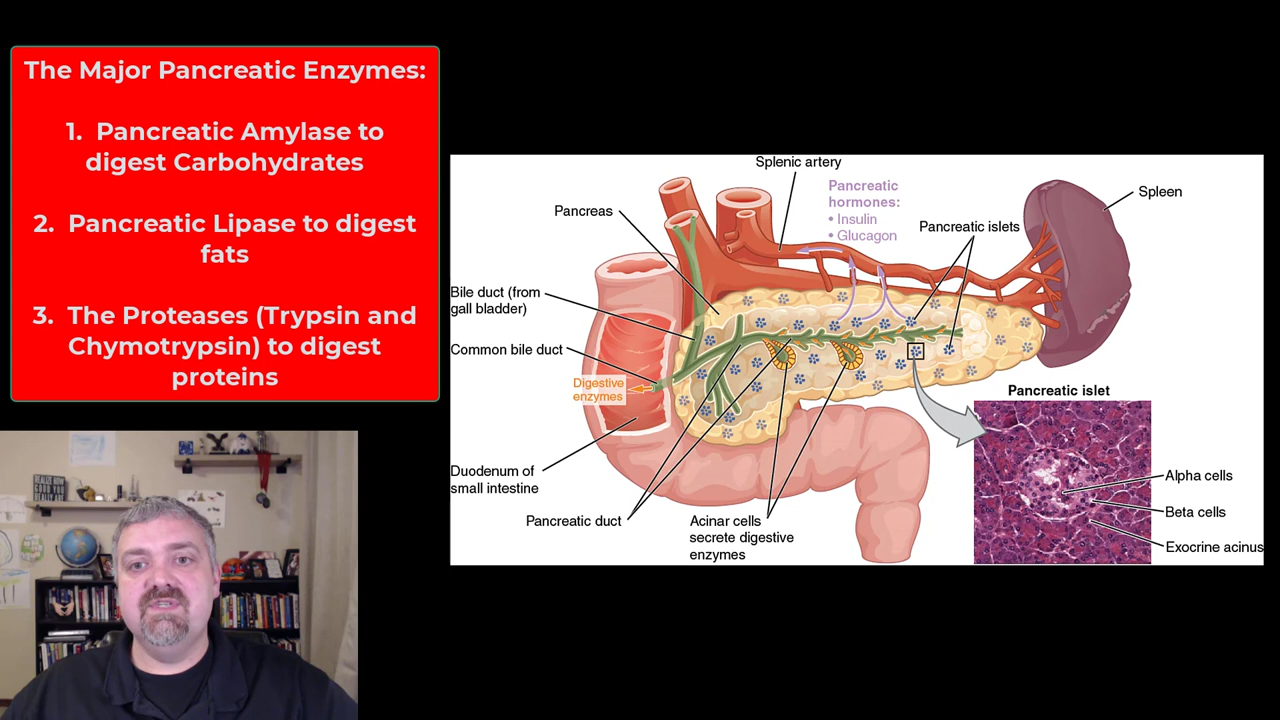 The Major Pancreatic Enzymes:
1. Pancreatic Amylase to
digest Carbohydrates
2. Pancreatic Lipase to digest
fats
3. The Proteases (Trypsin and
Chymotrypsin) to digest
proteins
Splenic artery
Pancreatic
hormones:
• Insulin
• Glucagon
Spleen
Pancreas
Pancreatic islets
Bile duct (from
gall bladder)
Common bile duct
Digestive
enzymes
Duodenum of
small intestine
Pancreatic duct
Acinar cells
secrete digestive
enzymes
Pancreatic islet
Alpha cells
Beta cells
Exocrine acinus